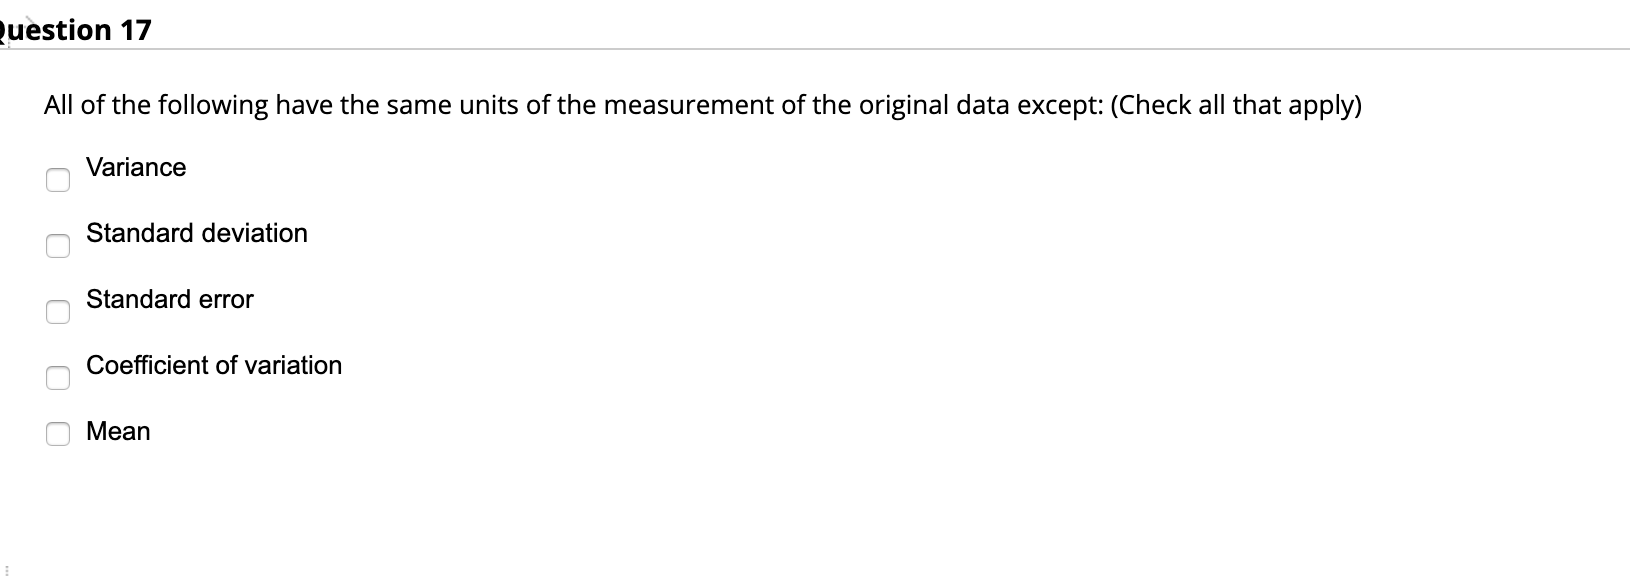 Question 17
All of the following have the same units of the measurement of the original data except: (Check all that apply)
Variance
Standard deviation
Standard error
Coefficient of variation
Mean